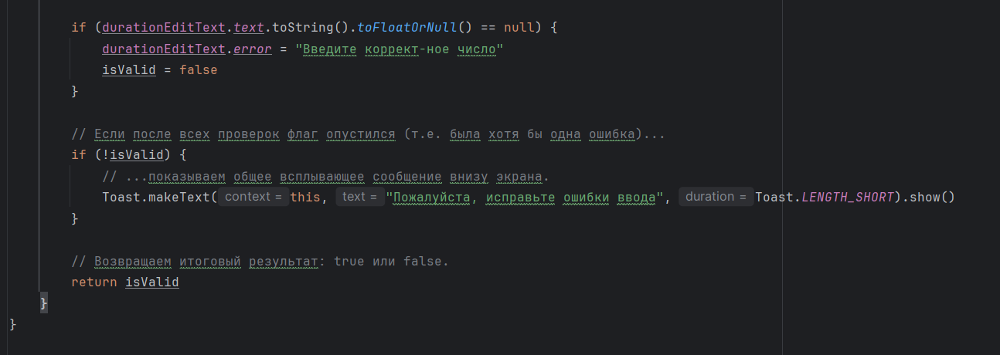 if (durationEditText.text.toString().toFloatOrNull() == null) {
durationEditText.error = "Введите коррект-ное число"
isValid = false
}
// Если после всех проверок флаг опустился (т.е. была хотя бы одна ошибка)...
if (!isValid) {
// ...показываем общее всплывающее сообщение внизу экрана.
Toast.makeText( context = this, text = "Пожалуйста, исправьте ошибки ввода", duration = Toast.LENGTH_SHORT).show()
}
// Возвращаем итоговый результат: true или false.
return isValid
}
}